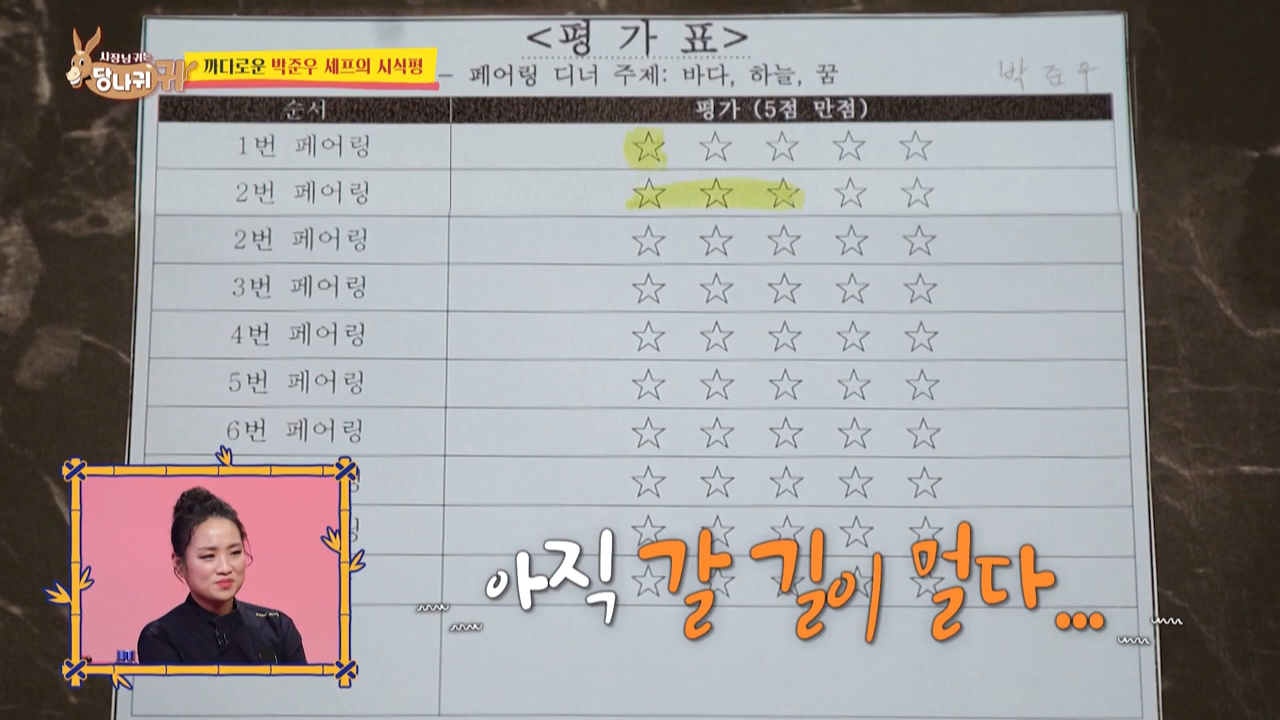 <평 가 표>
사장님 귀는
당나귀 귀
까다로운 박준우 셰프의 시식평
- 페어링 디너 주제: 바다, 하늘, 꿈
박 준 우
순서 평가 (5점 만점)
1번 페어링 ☆ ☆ ☆ ☆ ☆
2번 페어링 ☆ ☆ ☆ ☆ ☆
2번 페어링 ☆ ☆ ☆ ☆ ☆
3번 페어링 ☆ ☆ ☆ ☆ ☆
4번 페어링 ☆ ☆ ☆ ☆ ☆
5번 페어링 ☆ ☆ ☆ ☆ ☆
6번 페어링 ☆ ☆ ☆ ☆ ☆
☆ ☆ ☆ ☆ ☆
☆ ☆ ☆ ☆ ☆
☆ ☆ ☆ ☆ ☆
아직 갈 길이 멀다...